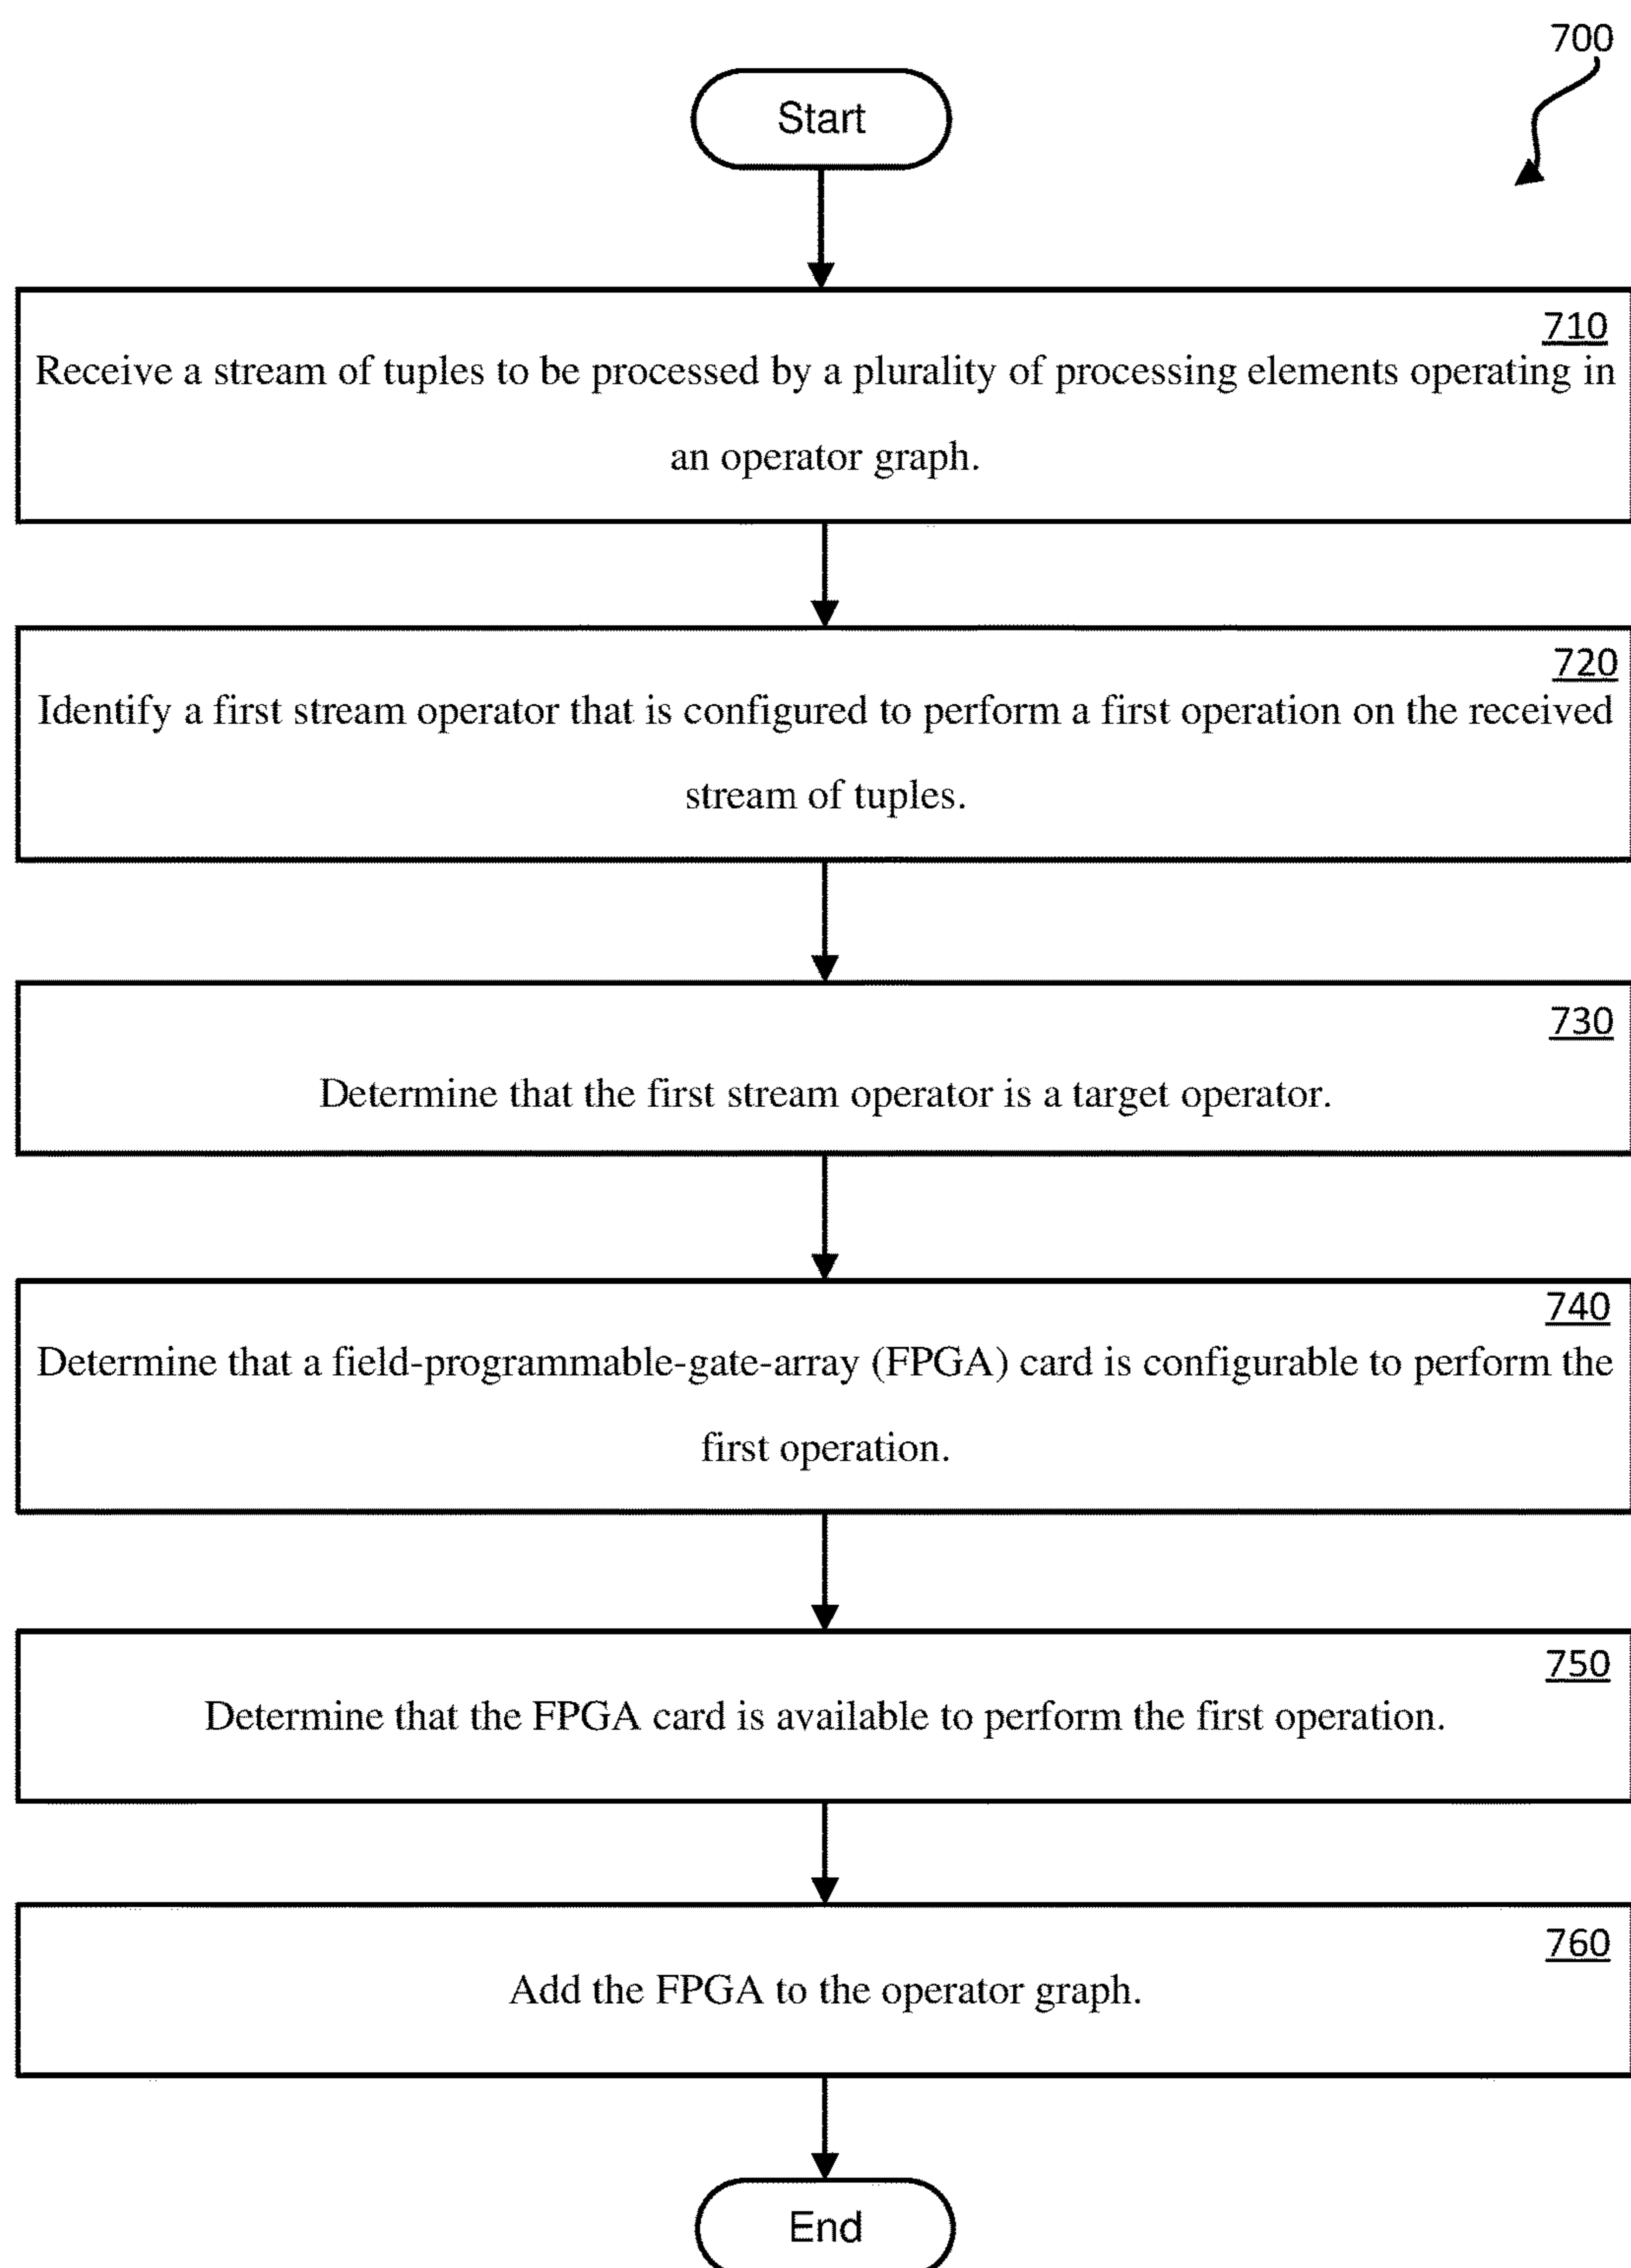 700
Start
710
Receive a stream of tuples to be processed by a plurality of processing elements operating in
an operator graph.
720
Identify a first stream operator that is configured to perform a first operation on the received
stream of tuples.
730
Determine that the first stream operator is a target operator.
740
Determine that a field-programmable-gate-array (FPGA) card is configurable to perform the
first operation.
750
Determine that the FPGA card is available to perform the first operation.
760
Add the FPGA to the operator graph.
End